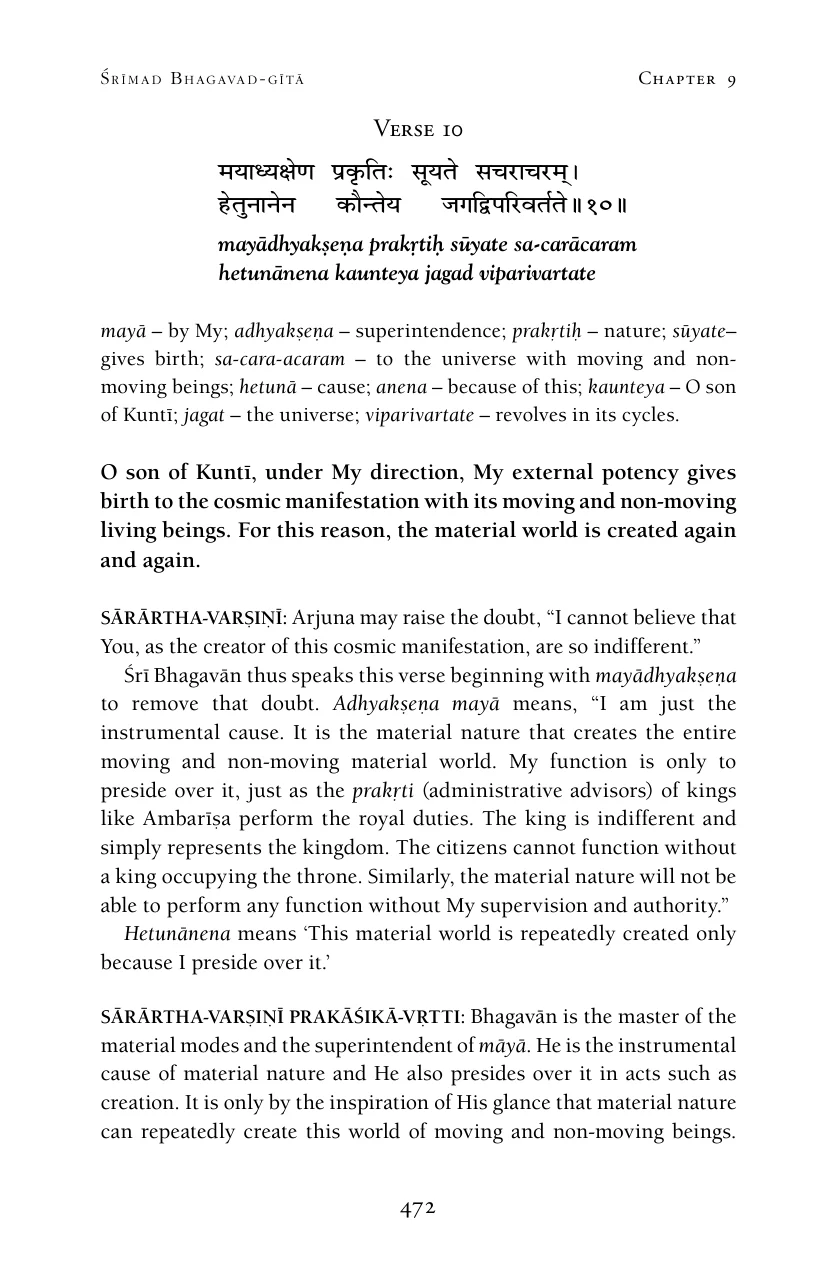 Śrīmad Bhagavad-gītā Chapter 9
Verse 10
मयाध्यक्षेण प्रकृतिः सूयते सचराचरम्।
हेतुनानेन कौन्तेय जगद्विपरिवर्तते॥१०॥
mayādhyakṣeṇa prakṛtiḥ sūyate sa-carācaram
hetunānena kaunteya jagad viparivartate
mayā – by My; adhyakṣeṇa – superintendence; prakṛtiḥ – nature; sūyate–
gives birth; sa-cara-acaram – to the universe with moving and non-
moving beings; hetunā – cause; anena – because of this; kaunteya – O son
of Kuntī; jagat – the universe; viparivartate – revolves in its cycles.
O son of Kuntī, under My direction, My external potency gives
birth to the cosmic manifestation with its moving and non-moving
living beings. For this reason, the material world is created again
and again.
SĀRĀRTHA-VARṢIṆĪ: Arjuna may raise the doubt, “I cannot believe that
You, as the creator of this cosmic manifestation, are so indifferent.”
Śrī Bhagavān thus speaks this verse beginning with mayādhyakṣeṇa
to remove that doubt. Adhyakṣeṇa mayā means, “I am just the
instrumental cause. It is the material nature that creates the entire
moving and non-moving material world. My function is only to
preside over it, just as the prakṛti (administrative advisors) of kings
like Ambarīṣa perform the royal duties. The king is indifferent and
simply represents the kingdom. The citizens cannot function without
a king occupying the throne. Similarly, the material nature will not be
able to perform any function without My supervision and authority.”
Hetunānena means ‘This material world is repeatedly created only
because I preside over it.’
SĀRĀRTHA-VARṢIṆĪ PRAKĀŚIKĀ-VṚTTI: Bhagavān is the master of the
material modes and the superintendent of māyā. He is the instrumental
cause of material nature and He also presides over it in acts such as
creation. It is only by the inspiration of His glance that material nature
can repeatedly create this world of moving and non-moving beings.
472